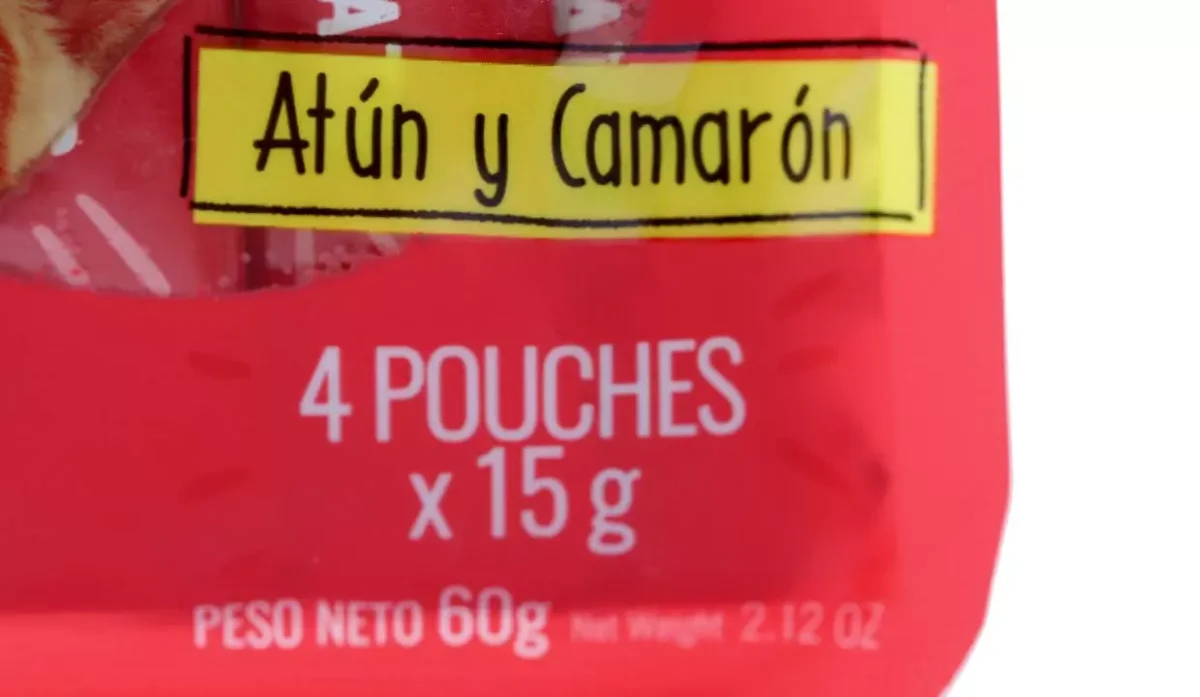 Atún y Camarón
4 POUCHES
x 15 g
PESO NETO 60g Net Weight 2.12 OZ